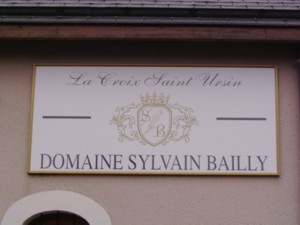 La Croix Saint Ursin
S B
DOMAINE SYLVAIN BAILLY